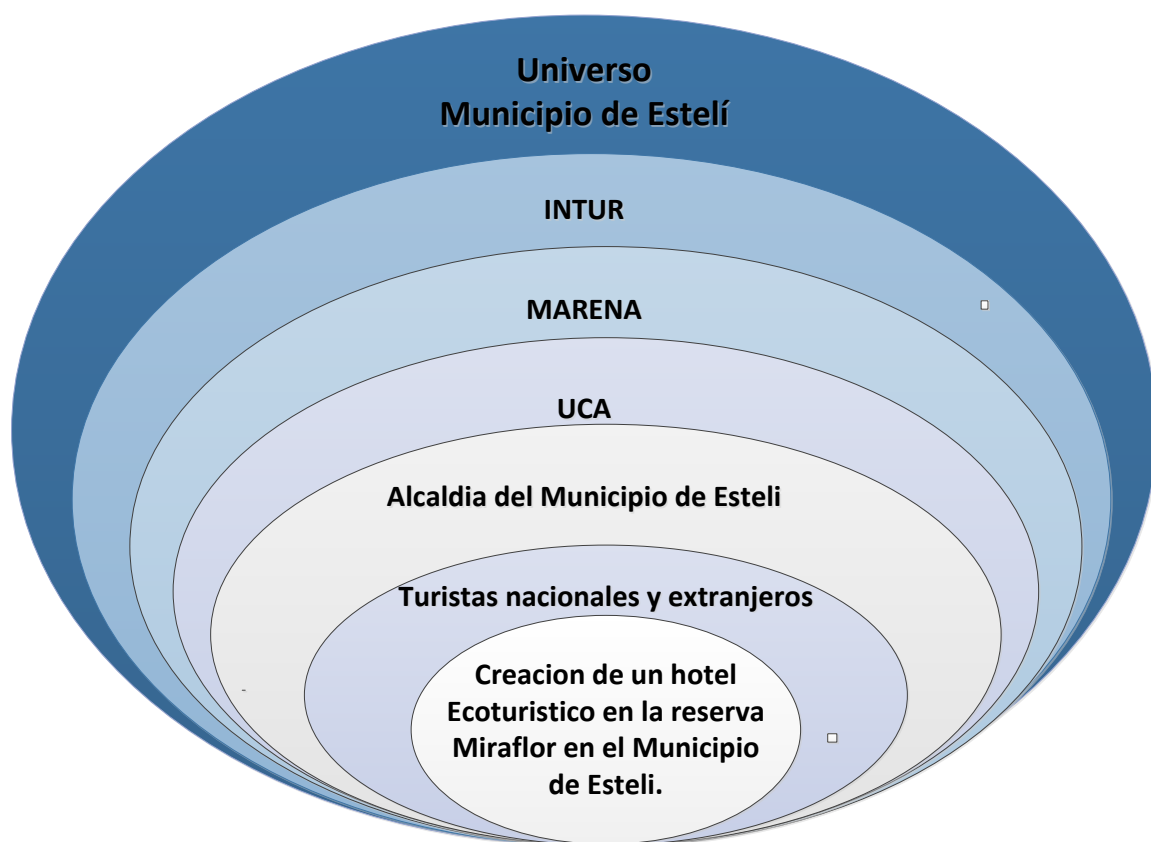 Universo
Municipio de Estelí
INTUR
MARENA
UCA
Alcaldia del Municipio de Esteli
Turistas nacionales y extranjeros
Creacion de un hotel
Ecoturistico en la reserva
Miraflor en el Municipio
de Esteli.